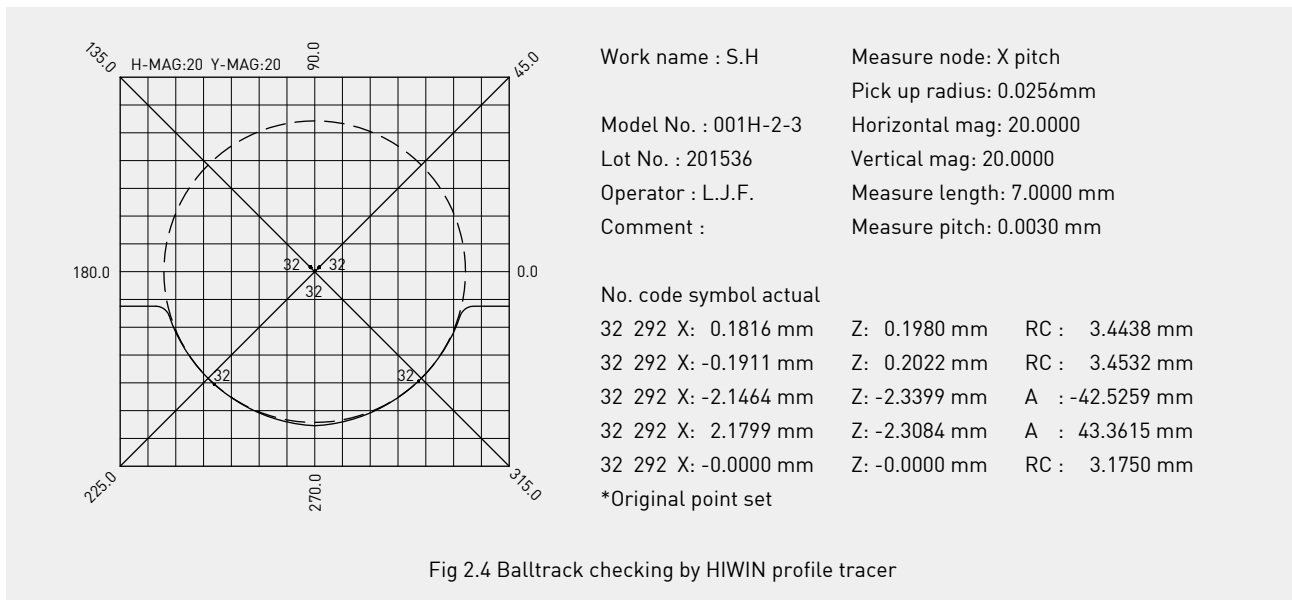 135.0
H-MAG:20 Y-MAG:20
90.0
45.0
180.0
32 32
32
0.0
32 32
225.0
270.0
315.0
Work name : S.H
Measure node: X pitch
Pick up radius: 0.0256mm
Model No. : 001H-2-3
Horizontal mag: 20.0000
Lot No. : 201536
Vertical mag: 20.0000
Operator : L.J.F.
Measure length: 7.0000 mm
Comment :
Measure pitch: 0.0030 mm
No. code symbol actual
32 292 X: 0.1816 mm Z: 0.1980 mm RC : 3.4438 mm
32 292 X: -0.1911 mm Z: 0.2022 mm RC : 3.4532 mm
32 292 X: -2.1464 mm Z: -2.3399 mm A : -42.5259 mm
32 292 X: 2.1799 mm Z: -2.3084 mm A : 43.3615 mm
32 292 X: -0.0000 mm Z: -0.0000 mm RC : 3.1750 mm
*Original point set
Fig 2.4 Balltrack checking by HIWIN profile tracer